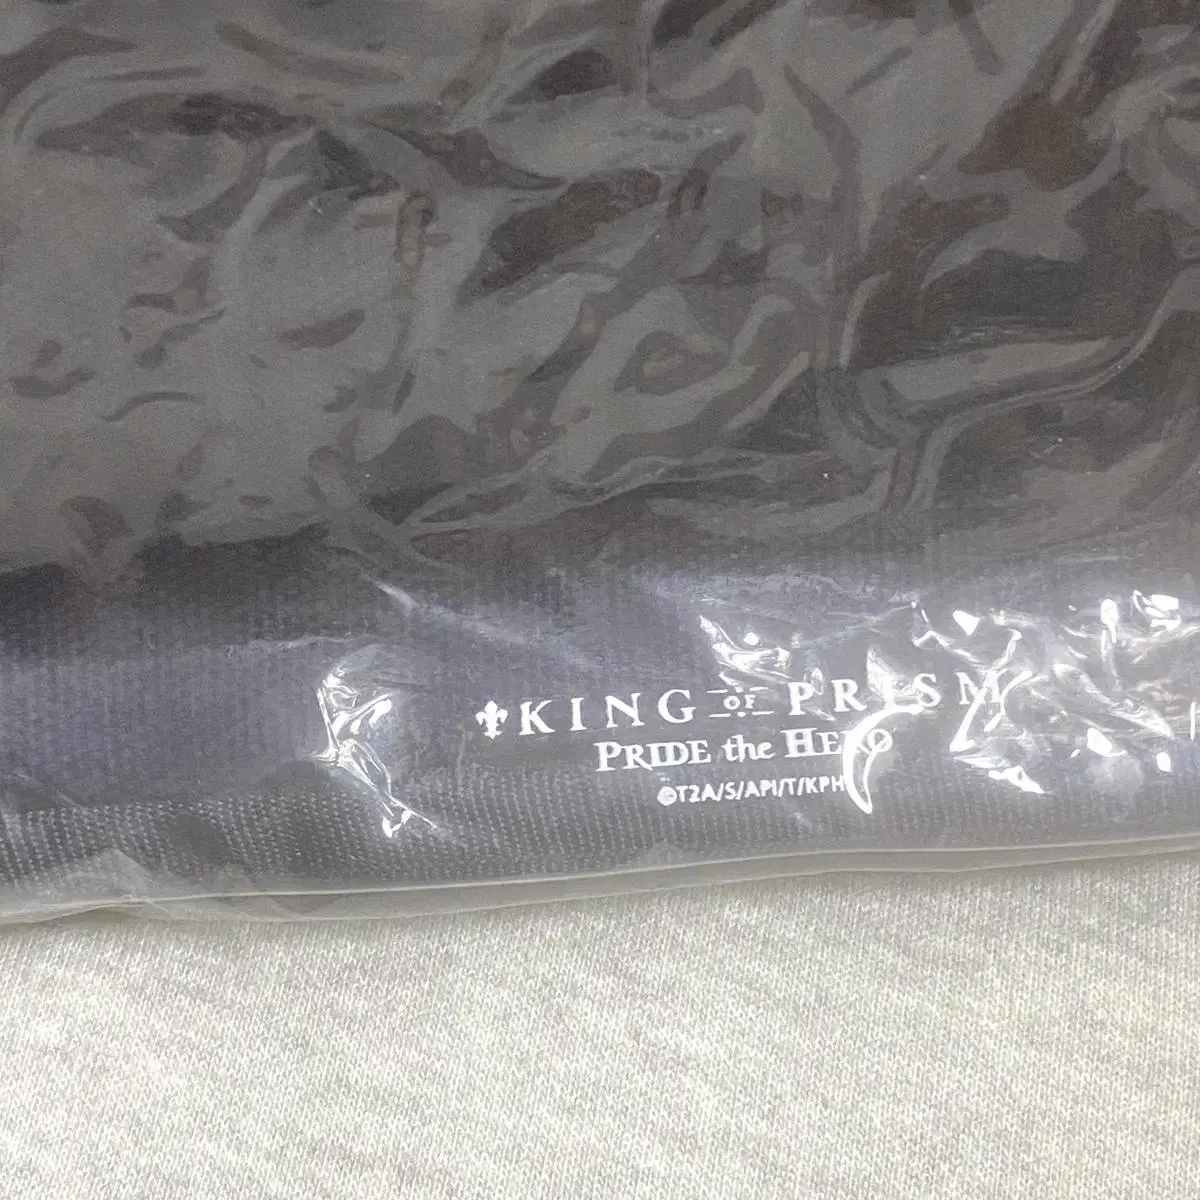 KING OF PRISM
PRIDE the HERO
©T2A/S/API/T/KPH